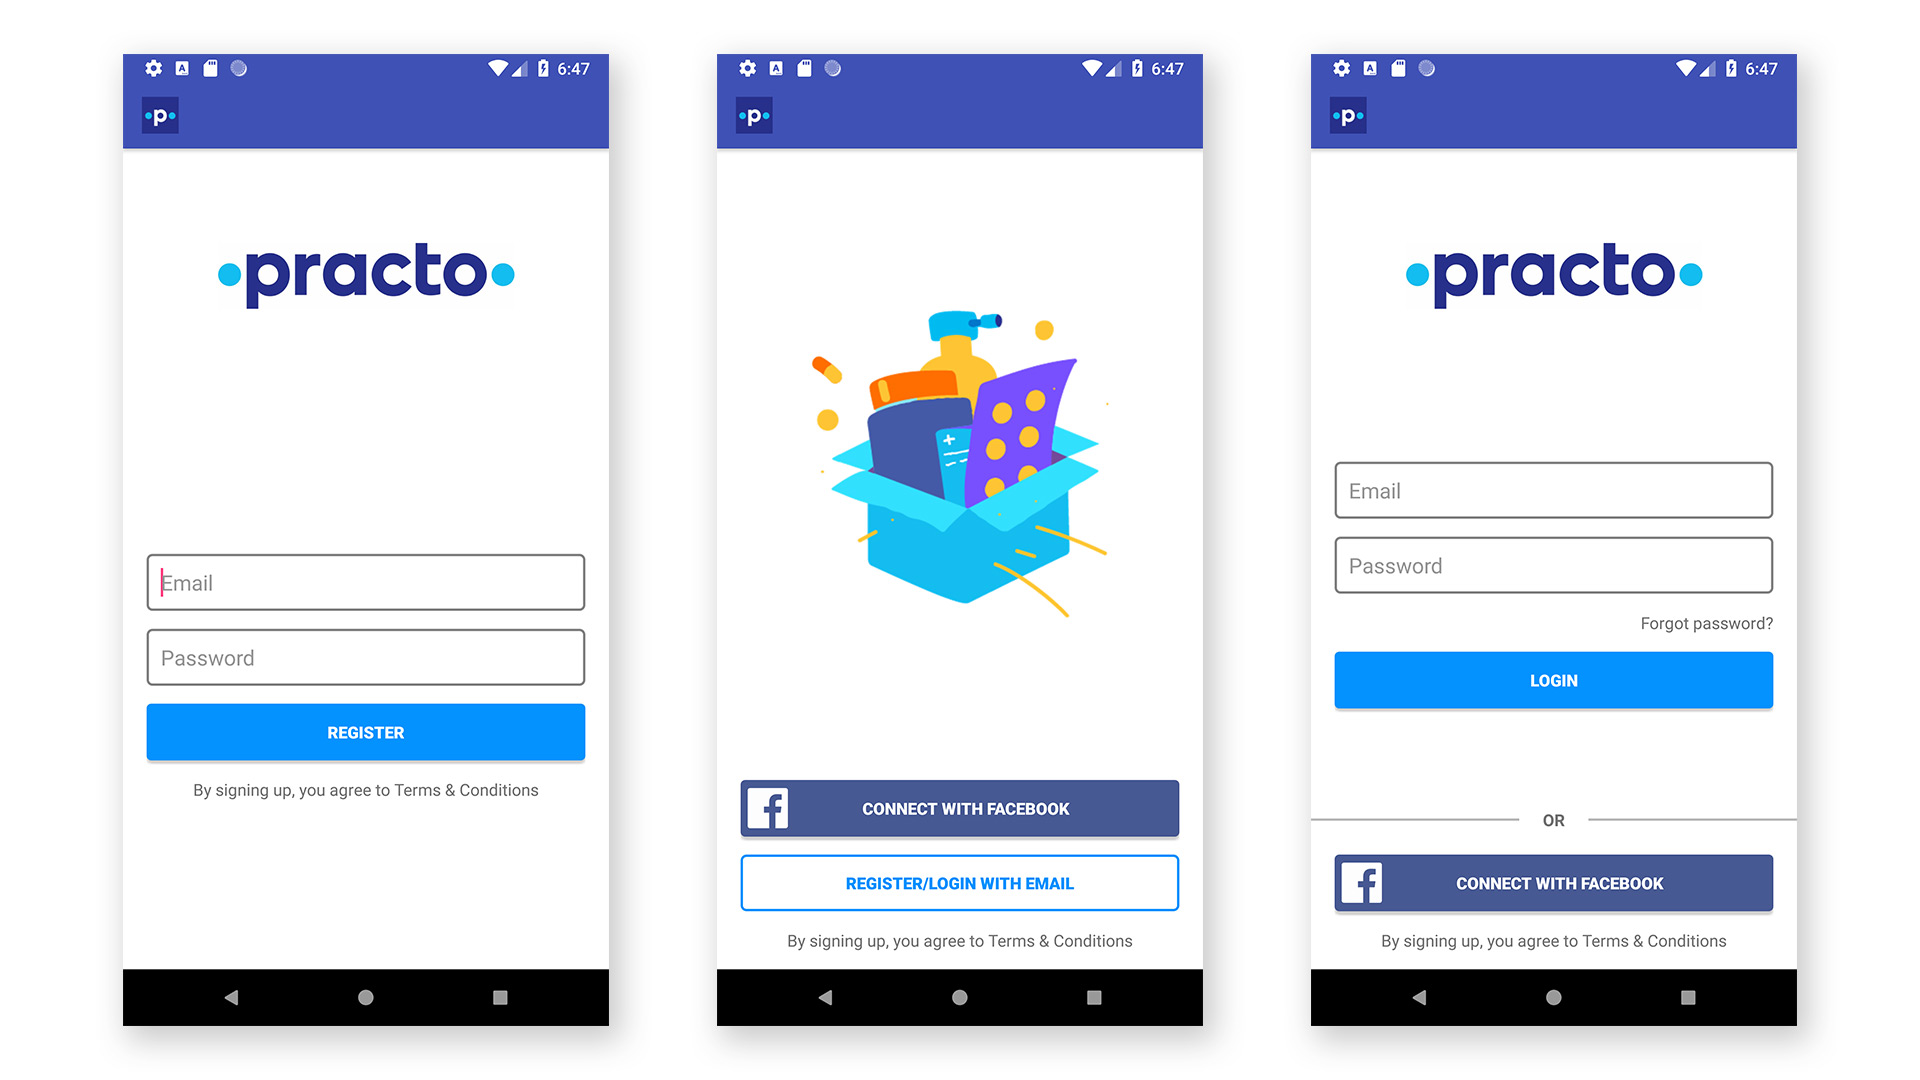 6:47
p
practo
Email
Password
REGISTER
By signing up, you agree to Terms & Conditions
6:47
p
CONNECT WITH FACEBOOK
REGISTER/LOGIN WITH EMAIL
By signing up, you agree to Terms & Conditions
6:47
p
practo
Email
Password
Forgot password?
LOGIN
OR
CONNECT WITH FACEBOOK
By signing up, you agree to Terms & Conditions